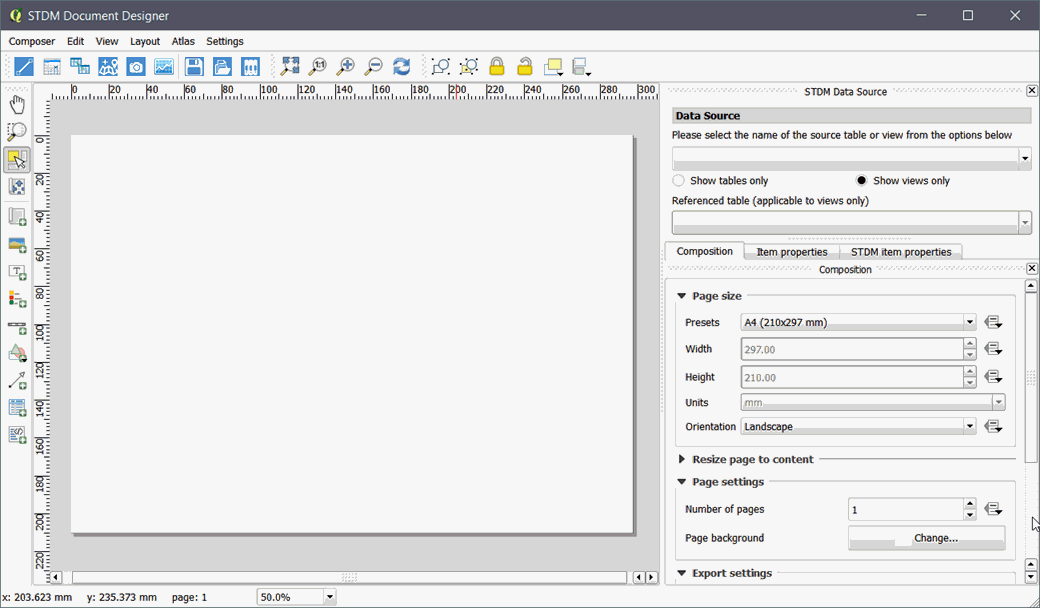 STDM Document Designer
Composer Edit View Layout Atlas Settings
1:1
0 20 40 60 80 100 120 140 160 180 200 220 240 260 280 300
0
20
40
60
80
100
120
140
160
180
200
220
STDM Data Source
Data Source
Please select the name of the source table or view from the options below
Show tables only Show views only
Referenced table (applicable to views only)
Composition Item properties STDM item properties
Composition
Page size
Presets A4 (210x297 mm)
Width 297.00
Height 210.00
Units mm
Orientation Landscape
Resize page to content
Page settings
Number of pages 1
Page background Change...
Export settings
x: 203.623 mm y: 235.373 mm page: 1 50.0%